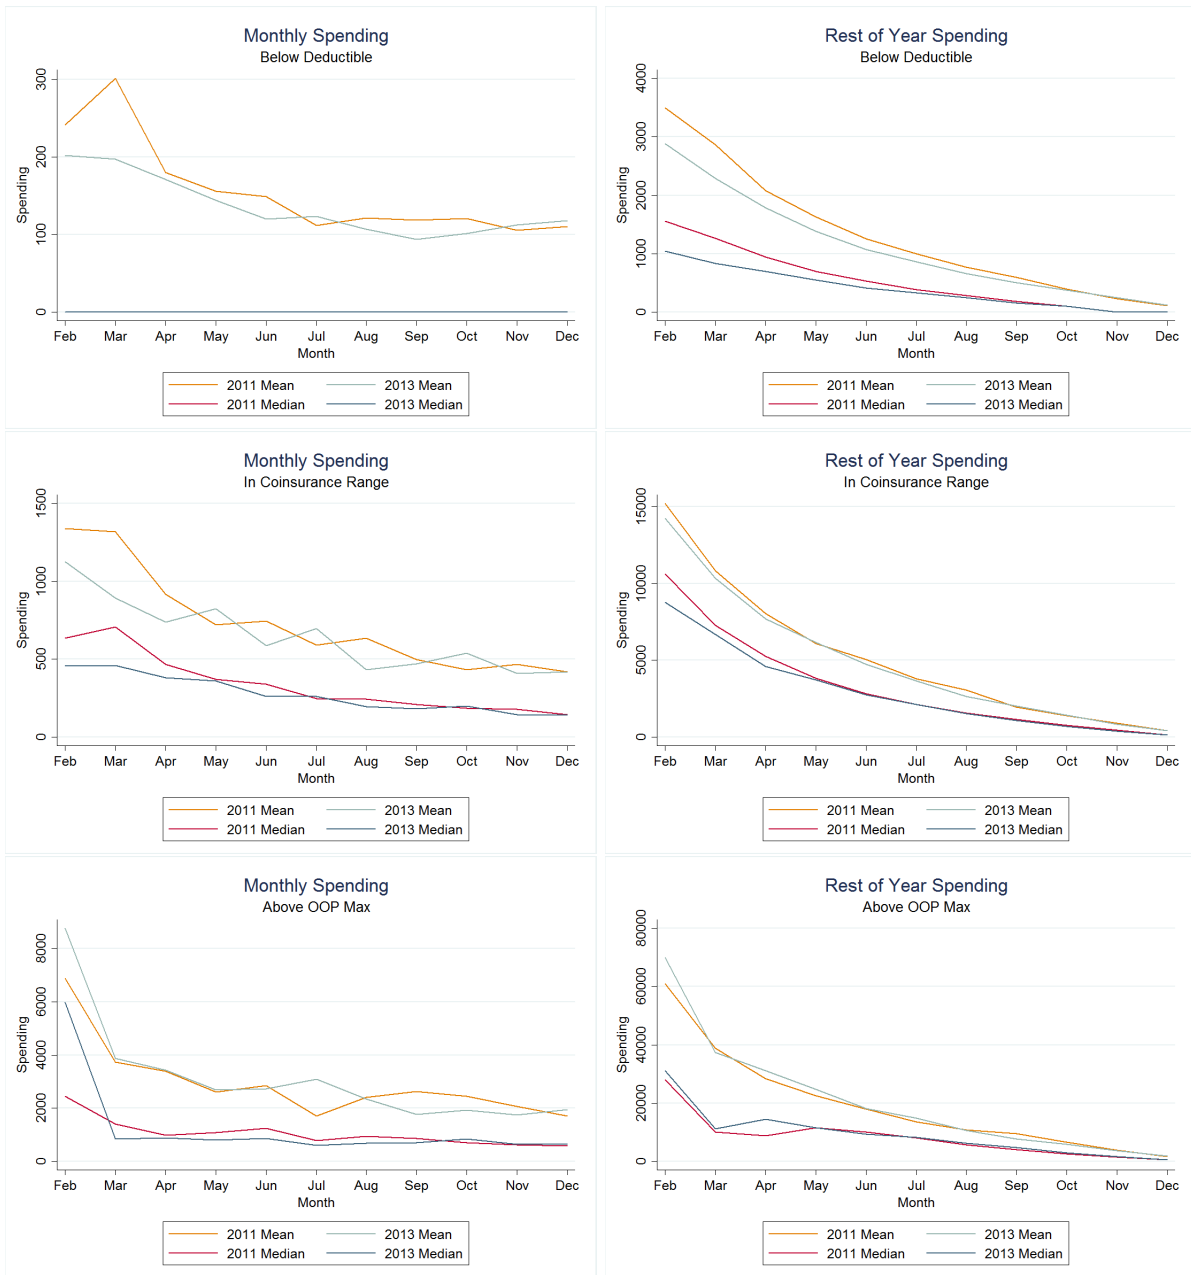 Monthly Spending
Below Deductible
Spending
300
200
100
0
Feb Mar Apr May Jun Jul Aug Sep Oct Nov Dec
Month
2011 Mean 2013 Mean
2011 Median 2013 Median
Rest of Year Spending
Below Deductible
Spending
4000
3000
2000
1000
0
Feb Mar Apr May Jun Jul Aug Sep Oct Nov Dec
Month
2011 Mean 2013 Mean
2011 Median 2013 Median
Monthly Spending
In Coinsurance Range
Spending
1500
1000
500
0
Feb Mar Apr May Jun Jul Aug Sep Oct Nov Dec
Month
2011 Mean 2013 Mean
2011 Median 2013 Median
Rest of Year Spending
In Coinsurance Range
Spending
15000
10000
5000
0
Feb Mar Apr May Jun Jul Aug Sep Oct Nov Dec
Month
2011 Mean 2013 Mean
2011 Median 2013 Median
Monthly Spending
Above OOP Max
Spending
8000
6000
4000
2000
0
Feb Mar Apr May Jun Jul Aug Sep Oct Nov Dec
Month
2011 Mean 2013 Mean
2011 Median 2013 Median
Rest of Year Spending
Above OOP Max
Spending
80000
60000
40000
20000
0
Feb Mar Apr May Jun Jul Aug Sep Oct Nov Dec
Month
2011 Mean 2013 Mean
2011 Median 2013 Median